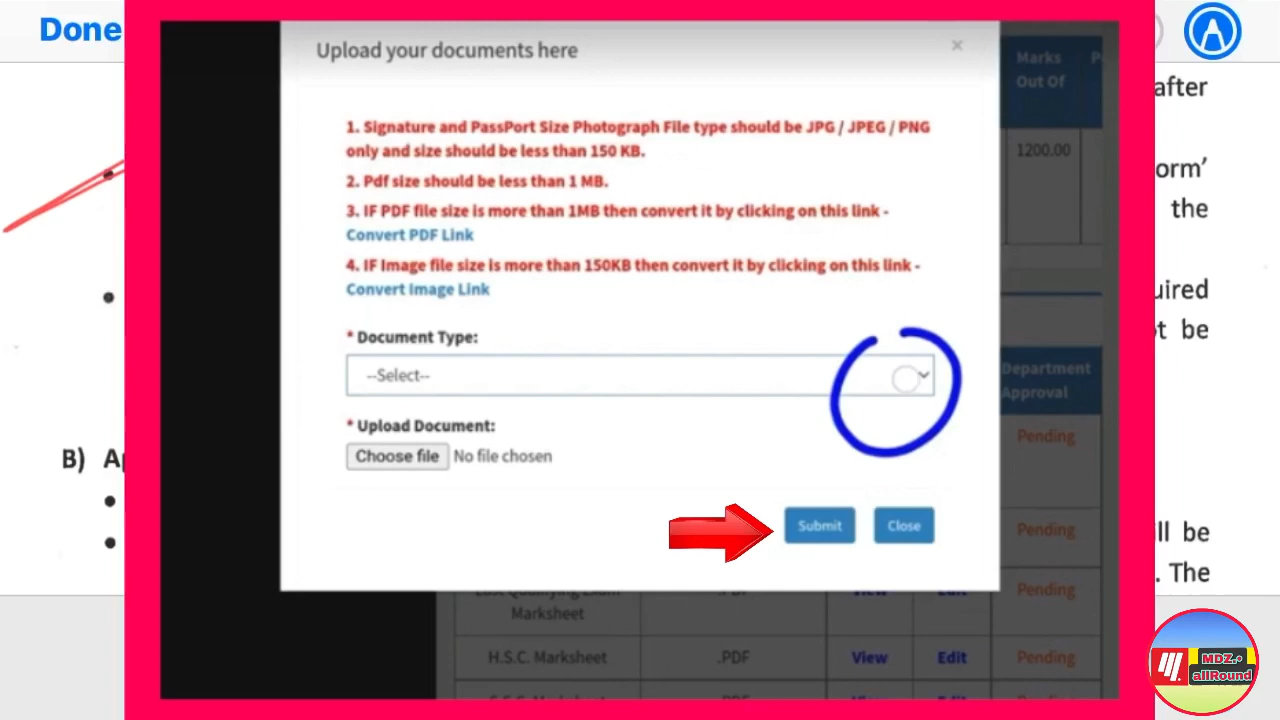 Done
after
orm’
the
uired
t be
B)
ll be
. The
Upload your documents here
×
1. Signature and PassPort Size Photograph File type should be JPG / JPEG / PNG
only and size should be less than 150 KB.
2. Pdf size should be less than 1 MB.
3. IF PDF file size is more than 1MB then convert it by clicking on this link -
Convert PDF Link
4. IF Image file size is more than 150KB then convert it by clicking on this link -
Convert Image Link
* Document Type:
--Select--
* Upload Document:
Choose file No file chosen
Submit Close
Marks
Out Of
1200.00
Department
Approval
Pending
Pending
Marksheet
Pending
H.S.C. Marksheet .PDF View Edit Pending
MDZ.
allRound